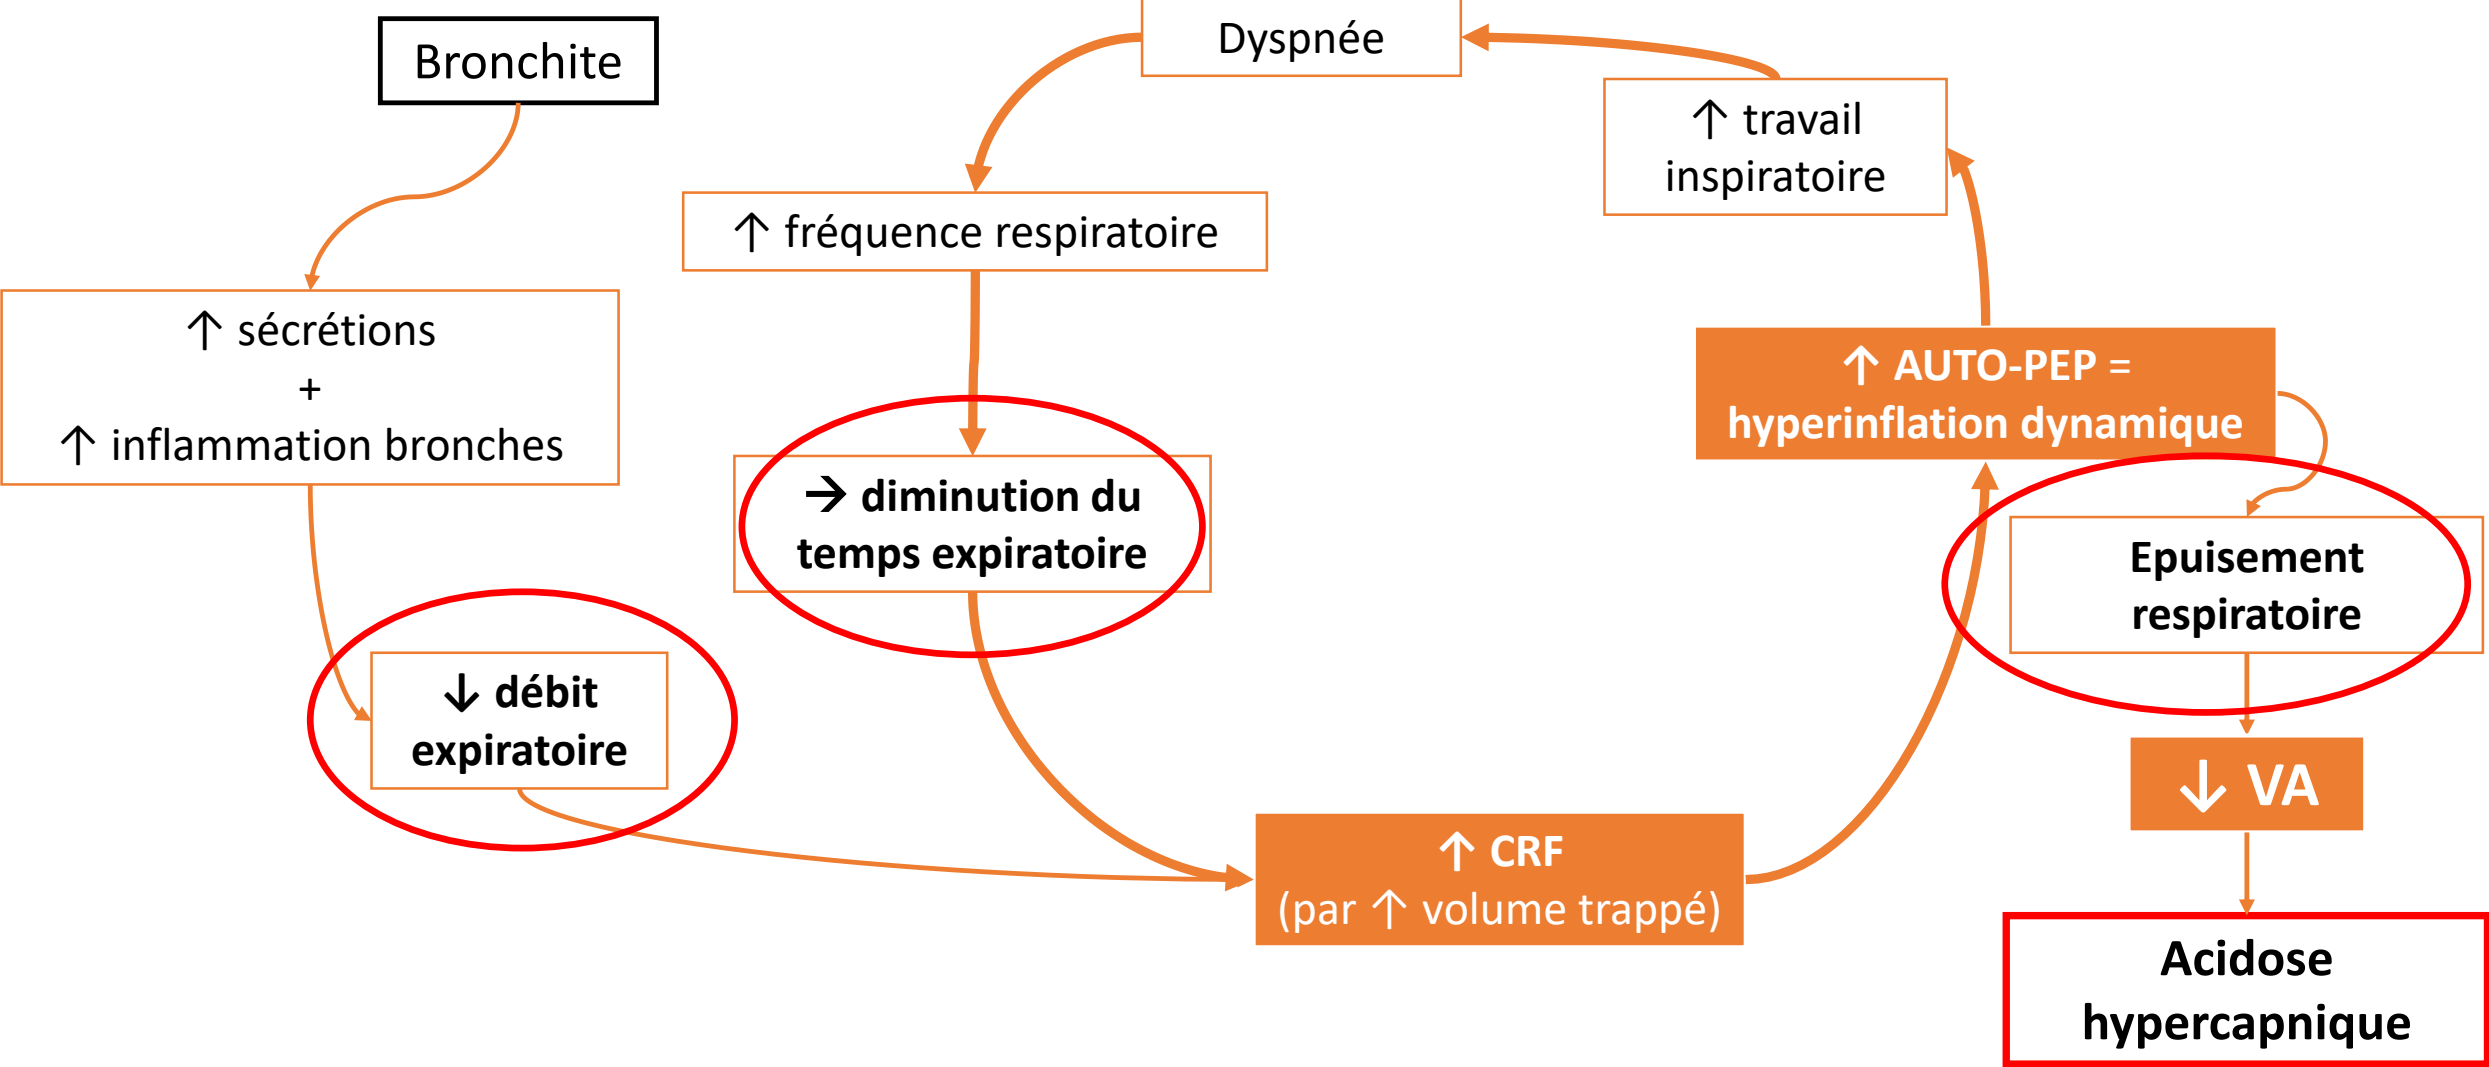 Bronchite
↑ sécrétions
+
↑ inflammation bronches
↓ débit
expiratoire
Dyspnée
↑ fréquence respiratoire
→ diminution du
temps expiratoire
↑ CRF
(par ↑ volume trappé)
↑ travail
inspiratoire
↑ AUTO-PEP =
hyperinflation dynamique
Epuisement
respiratoire
↓ VA
Acidose
hypercapnique